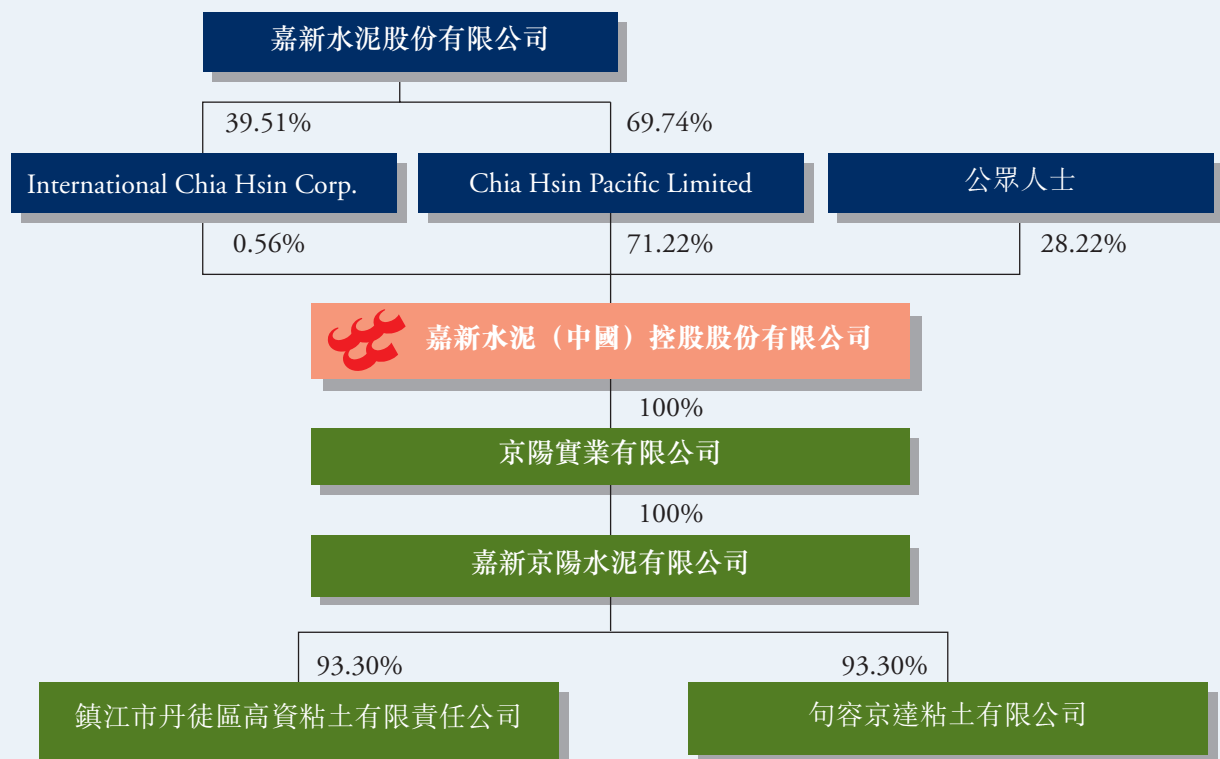 嘉新水泥股份有限公司
39.51%
69.74%
International Chia Hsin Corp.
Chia Hsin Pacific Limited
公眾人士
0.56%
71.22%
28.22%
嘉新水泥（中國）控股股份有限公司
100%
京陽實業有限公司
100%
嘉新京陽水泥有限公司
93.30%
93.30%
鎮江市丹徒區高資粘土有限責任公司
句容京達粘土有限公司